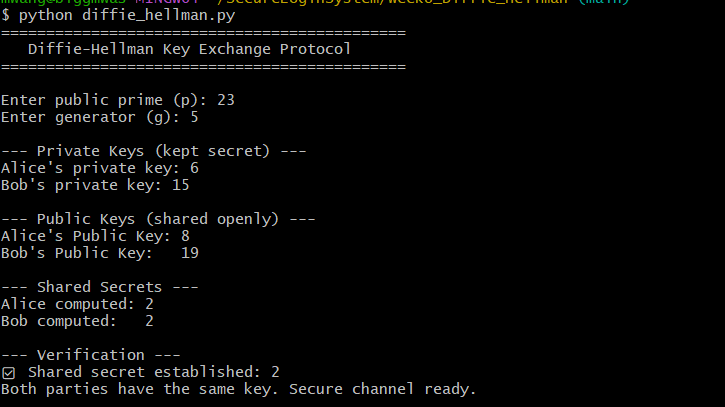 $ python diffie_hellman.py
=============================================
Diffie-Hellman Key Exchange Protocol
=============================================
Enter public prime (p): 23
Enter generator (g): 5
--- Private Keys (kept secret) ---
Alice's private key: 6
Bob's private key: 15
--- Public Keys (shared openly) ---
Alice's Public Key: 8
Bob's Public Key: 19
--- Shared Secrets ---
Alice computed: 2
Bob computed: 2
--- Verification ---
☑ Shared secret established: 2
Both parties have the same key. Secure channel ready.